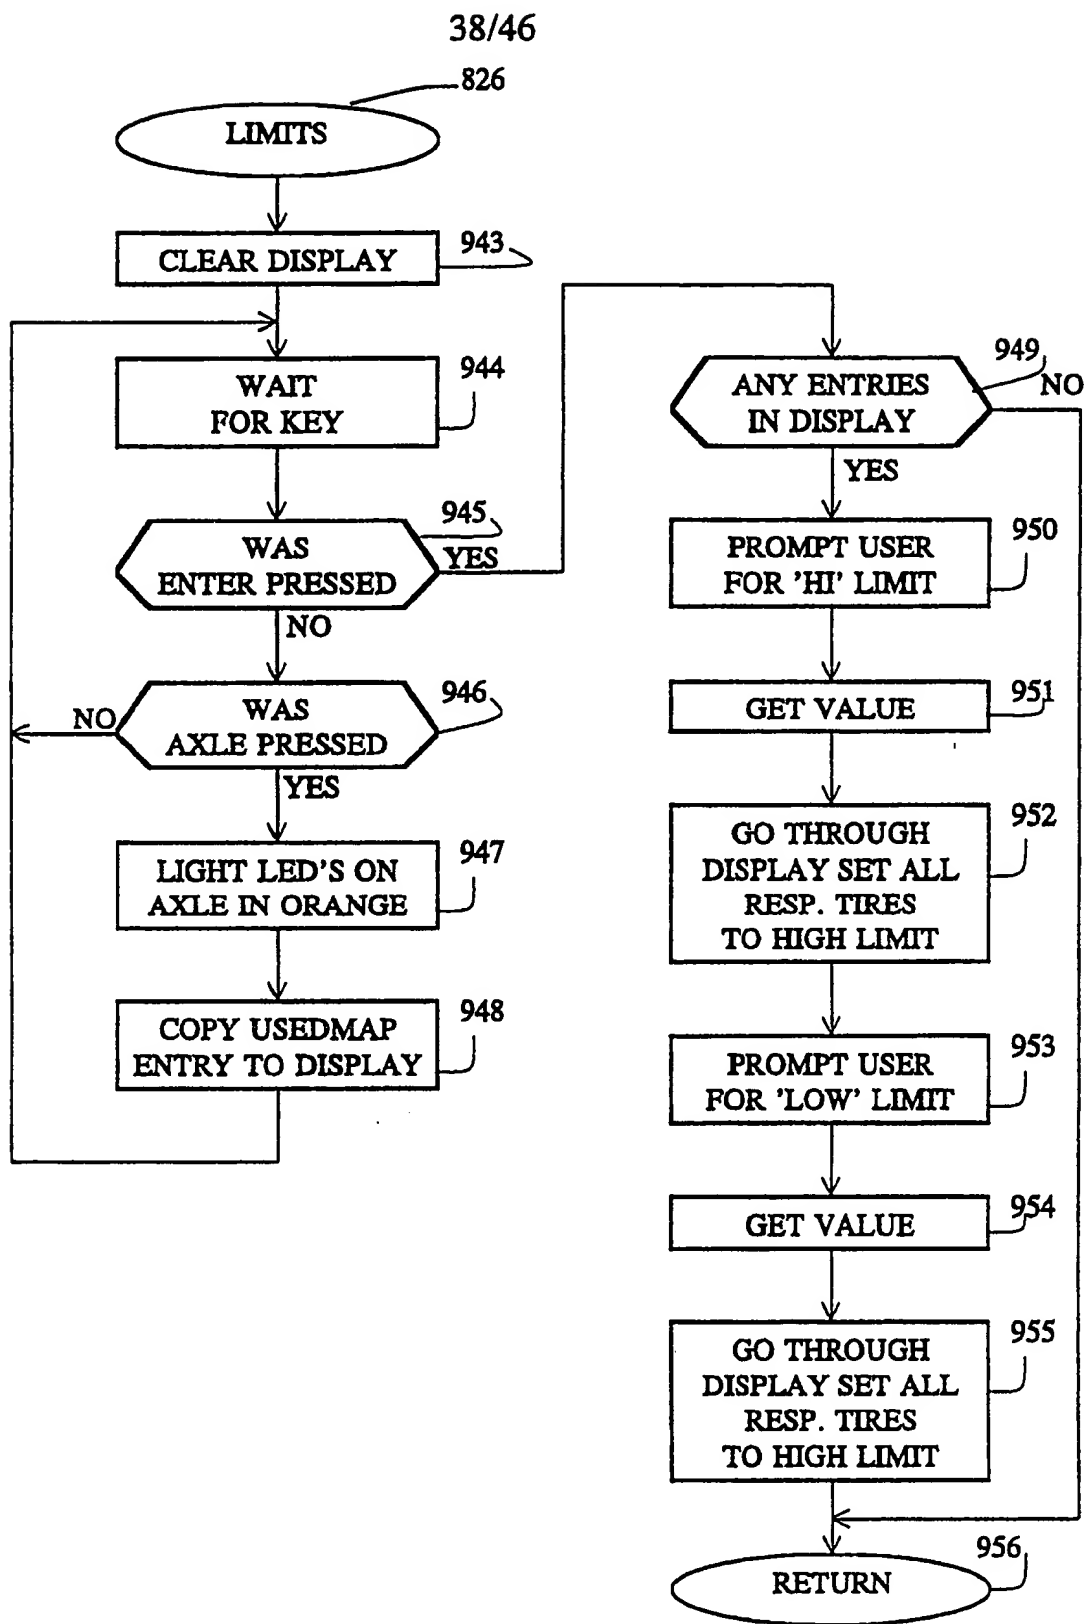 38/46
826
LIMITS
943
CLEAR DISPLAY
944
WAIT
FOR KEY
945
WAS
ENTER PRESSED
YES
NO
946
WAS
AXLE PRESSED
NO
YES
947
LIGHT LED'S ON
AXLE IN ORANGE
948
COPY USEDMAP
ENTRY TO DISPLAY
949
ANY ENTRIES
IN DISPLAY
NO
YES
950
PROMPT USER
FOR 'HI' LIMIT
951
GET VALUE
952
GO THROUGH
DISPLAY SET ALL
RESP. TIRES
TO HIGH LIMIT
953
PROMPT USER
FOR 'LOW' LIMIT
954
GET VALUE
955
GO THROUGH
DISPLAY SET ALL
RESP. TIRES
TO HIGH LIMIT
956
RETURN